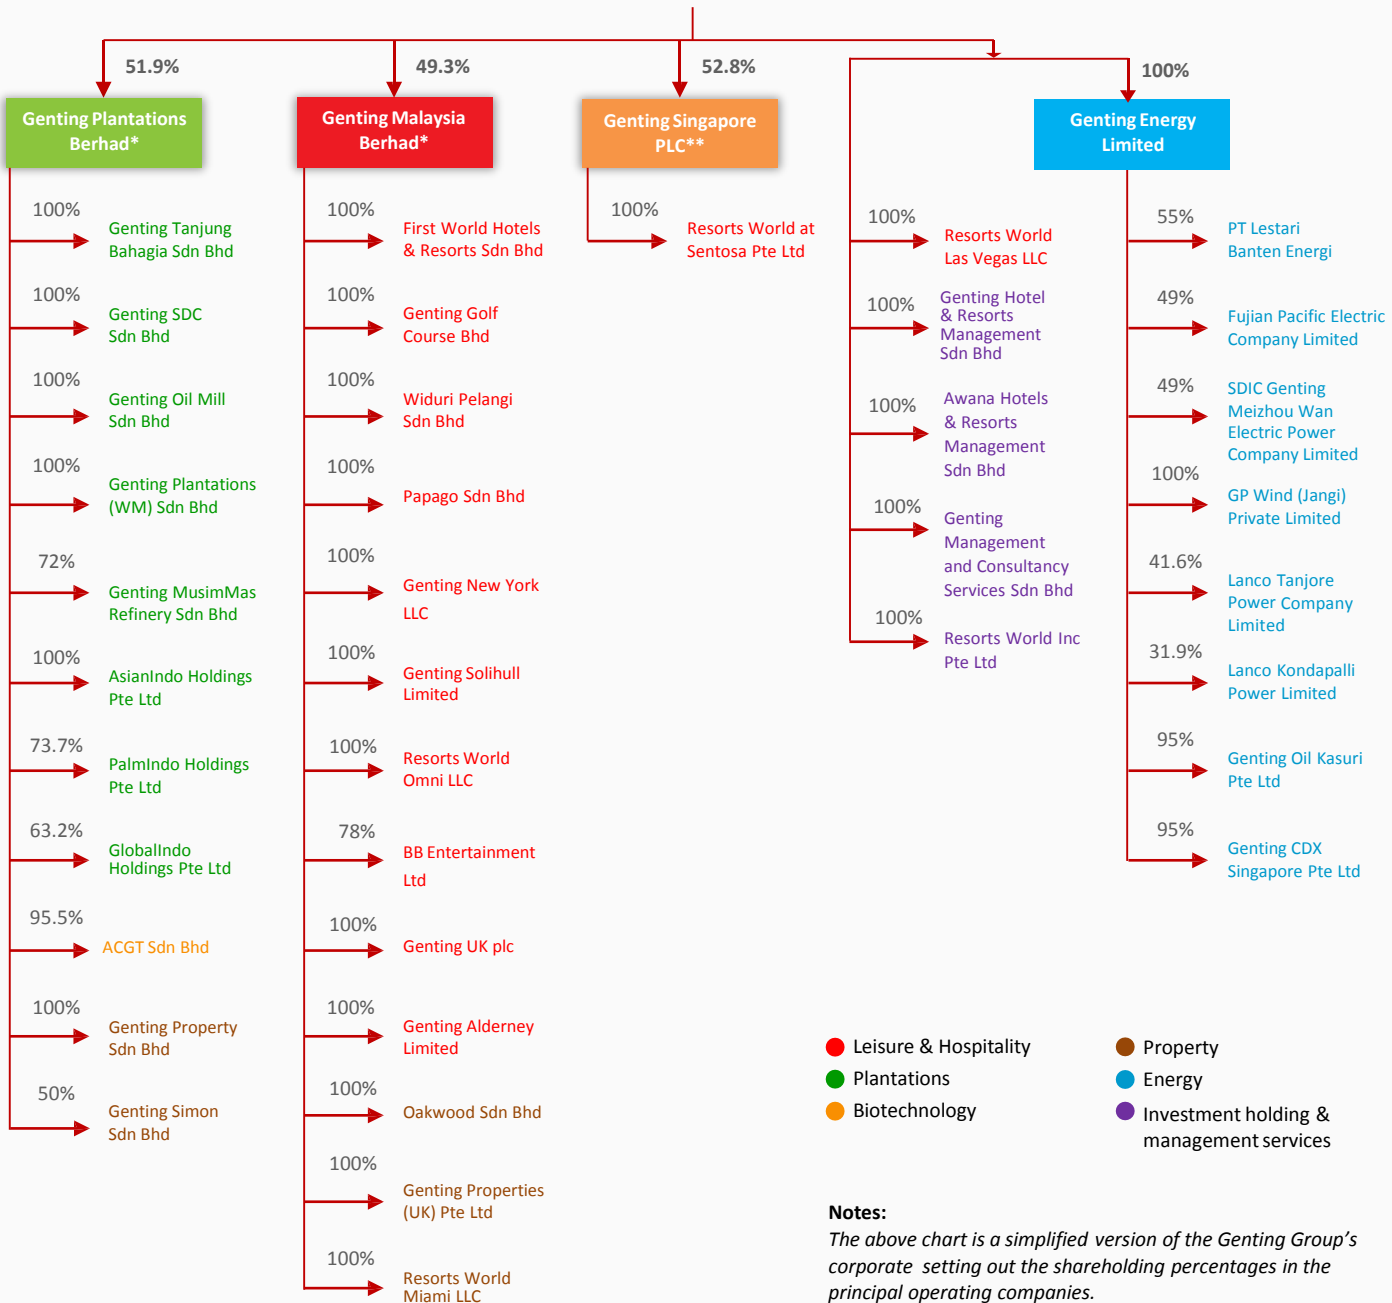 51.9%
49.3%
52.8%
100%
Genting Plantations
Berhad*
Genting Malaysia
Berhad*
Genting Singapore
PLC**
Genting Energy
Limited
100%
Genting Tanjung
Bahagia Sdn Bhd
100%
Genting SDC
Sdn Bhd
100%
Genting Oil Mill
Sdn Bhd
100%
Genting Plantations
(WM) Sdn Bhd
72%
Genting MusimMas
Refinery Sdn Bhd
100%
AsianIndo Holdings
Pte Ltd
73.7%
PalmIndo Holdings
Pte Ltd
63.2%
GlobalIndo
Holdings Pte Ltd
95.5%
ACGT Sdn Bhd
100%
Genting Property
Sdn Bhd
50%
Genting Simon
Sdn Bhd
100%
First World Hotels
& Resorts Sdn Bhd
100%
Genting Golf
Course Bhd
100%
Widuri Pelangi
Sdn Bhd
100%
Papago Sdn Bhd
100%
Genting New York
LLC
100%
Genting Solihull
Limited
100%
Resorts World
Omni LLC
78%
BB Entertainment
Ltd
100%
Genting UK plc
100%
Genting Alderney
Limited
100%
Oakwood Sdn Bhd
100%
Genting Properties
(UK) Pte Ltd
100%
Resorts World
Miami LLC
100%
Resorts World at
Sentosa Pte Ltd
100%
Resorts World
Las Vegas LLC
100%
Genting Hotel
& Resorts
Management
Sdn Bhd
100%
Awana Hotels
& Resorts
Management
Sdn Bhd
100%
Genting
Management
and Consultancy
Services Sdn Bhd
100%
Resorts World Inc
Pte Ltd
55%
PT Lestari
Banten Energi
49%
Fujian Pacific Electric
Company Limited
49%
SDIC Genting
Meizhou Wan
Electric Power
Company Limited
100%
GP Wind (Jangi)
Private Limited
41.6%
Lanco Tanjore
Power Company
Limited
31.9%
Lanco Kondapalli
Power Limited
95%
Genting Oil Kasuri
Pte Ltd
95%
Genting CDX
Singapore Pte Ltd
Leisure & Hospitality
Plantations
Biotechnology
Property
Energy
Investment holding &
management services
Notes:
The above chart is a simplified version of the Genting Group's
corporate setting out the shareholding percentages in the
principal operating companies.